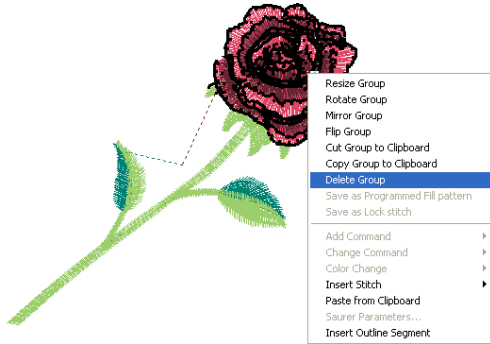 Resize Group
Rotate Group
Mirror Group
Flip Group
Cut Group to Clipboard
Copy Group to Clipboard
Delete Group
Save as Programmed Fill pattern
Save as Lock stitch
Add Command
Change Command
Color Change
Insert Stitch
Paste from Clipboard
Saurer Parameters...
Insert Outline Segment